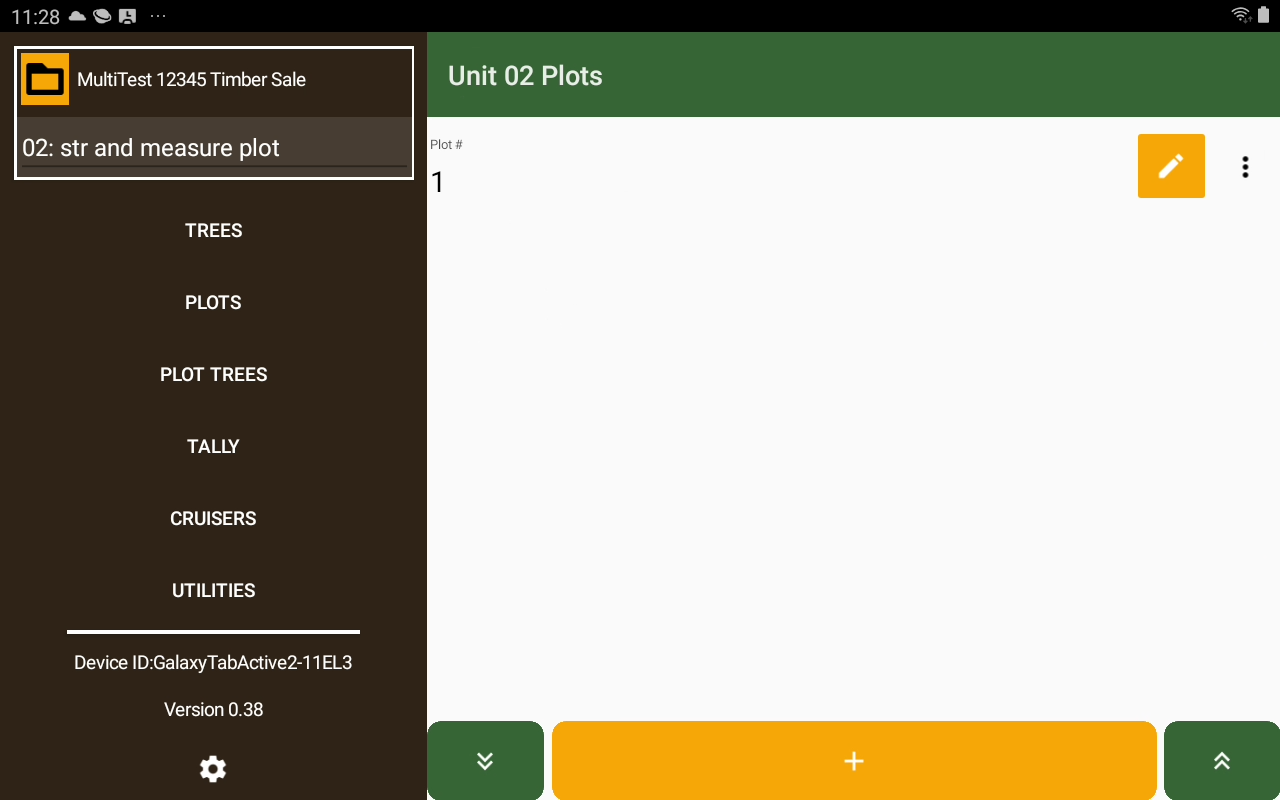 11:28
MultiTest 12345 Timber Sale
02: str and measure plot
TREES
PLOTS
PLOT TREES
TALLY
CRUISERS
UTILITIES
Device ID:GalaxyTabActive2-11EL3
Version 0.38
Unit 02 Plots
Plot #
1